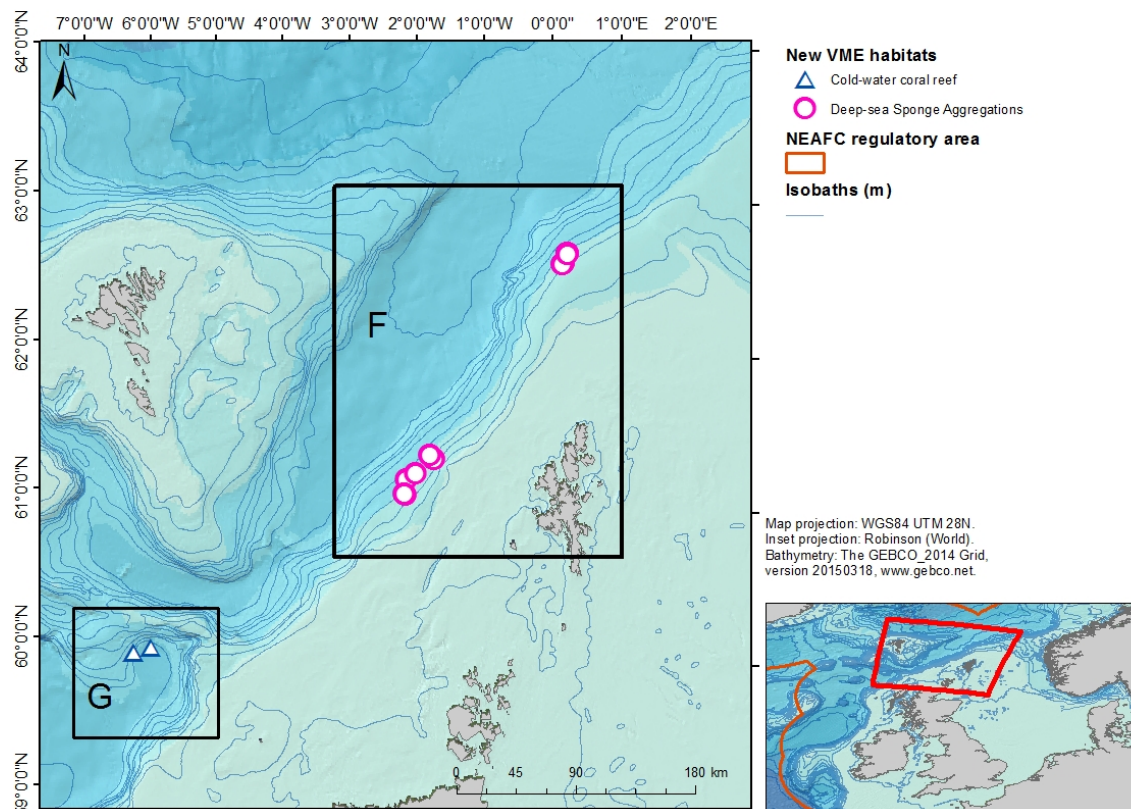 7°0'0"W 6°0'0"W 5°0'0"W 4°0'0"W 3°0'0"W 2°0'0"W 1°0'0"W 0°0'0" 1°0'0"E 2°0'0"E
64°0'0"N
N
63°0'0"N
62°0'0"N
61°0'0"N
60°0'0"N
59°0'0"N
F
G
0 45 90 180 km
New VME habitats
Cold-water coral reef
Deep-sea Sponge Aggregations
NEAFC regulatory area
Isobaths (m)
Map projection: WGS84 UTM 28N.
Inset projection: Robinson (World).
Bathymetry: The GEBCO_2014 Grid,
version 20150318, www.gebco.net.